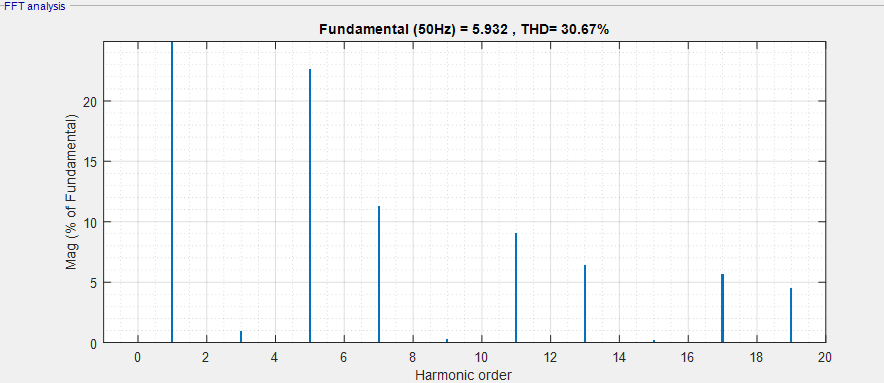 FFT analysis
Fundamental (50Hz) = 5.932 , THD= 30.67%
20
15
10
5
0
Mag (% of Fundamental)
0 2 4 6 8 10 12 14 16 18 20
Harmonic order